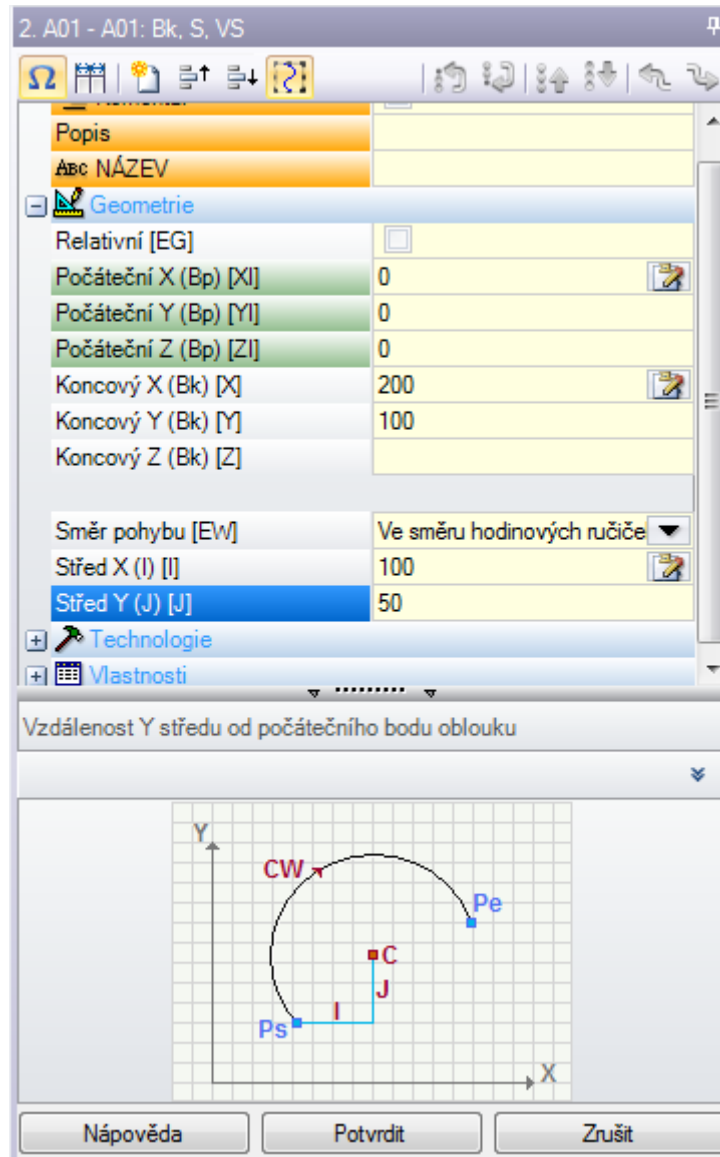 2. A01 - A01: Bk, S, VS
Ω
Popis
ABC NÁZEV
Geometrie
Relativní [EG]
Počáteční X (Bp) [XI] 0
Počáteční Y (Bp) [YI] 0
Počáteční Z (Bp) [ZI] 0
Koncový X (Bk) [X] 200
Koncový Y (Bk) [Y] 100
Koncový Z (Bk) [Z]
Směr pohybu [EW] Ve směru hodinových ručiče
Střed X (I) [I] 100
Střed Y (J) [J] 50
Technologie
Vlastnosti
Vzdálenost Y středu od počátečního bodu oblouku
Y
CW
Pe
C
J
I
Ps
X
Nápověda Potvrdit Zrušit